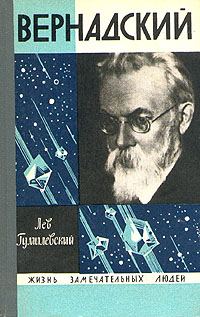 ВЕРНАДСКИЙ
Лев
Гумилевский
ЖИЗНЬ ЗАМЕЧАТЕЛЬНЫХ ЛЮДЕЙ